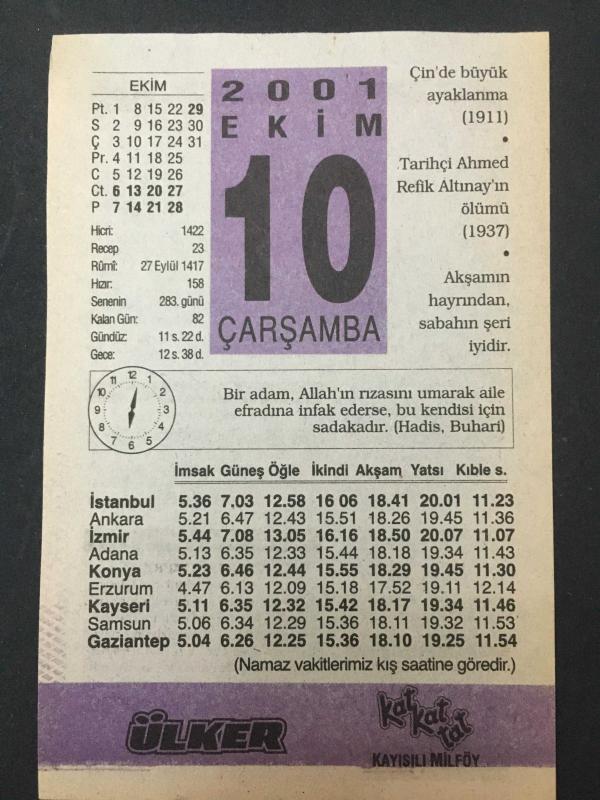 EKİM
Pt. 1 8 15 22 29
S 2 9 16 23 30
Ç 3 10 17 24 31
Pr. 4 11 18 25
C 5 12 19 26
Ct. 6 13 20 27
P 7 14 21 28
Hicri: 1422
Recep 23
Rûmî: 27 Eylül 1417
Hızır: 158
Senenin 283. günü
Kalan Gün: 82
Gündüz: 11 s. 22 d.
Gece: 12 s. 38 d.
2001
EKİM
10
ÇARŞAMBA
Çin'de büyük
ayaklanma
(1911)
•
Tarihçi Ahmed
Refik Altınay'ın
ölümü
(1937)
•
Akşamın
hayrından,
sabahın şeri
iyidir.
12 1 2 3 4 5 6 7 8 9 10 11
Bir adam, Allah'ın rızasını umarak aile
efradına infak ederse, bu kendisi için
sadakadır. (Hadis, Buhari)
İmsak Güneş Öğle İkindi Akşam Yatsı Kıble s.
İstanbul 5.36 7.03 12.58 16 06 18.41 20.01 11.23
Ankara 5.21 6.47 12.43 15.51 18.26 19.45 11.36
İzmir 5.44 7.08 13.05 16.16 18.50 20.07 11.07
Adana 5.13 6.35 12.33 15.44 18.18 19.34 11.43
Konya 5.23 6.46 12.44 15.55 18.29 19.45 11.30
Erzurum 4.47 6.13 12.09 15.18 17.52 19.11 12.14
Kayseri 5.11 6.35 12.32 15.42 18.17 19.34 11.46
Samsun 5.06 6.34 12.29 15.36 18.11 19.32 11.53
Gaziantep 5.04 6.26 12.25 15.36 18.10 19.25 11.54
(Namaz vakitlerimiz kış saatine göredir.)
ÜLKER
kat
kat
tat
KAYISILI MİLFÖY